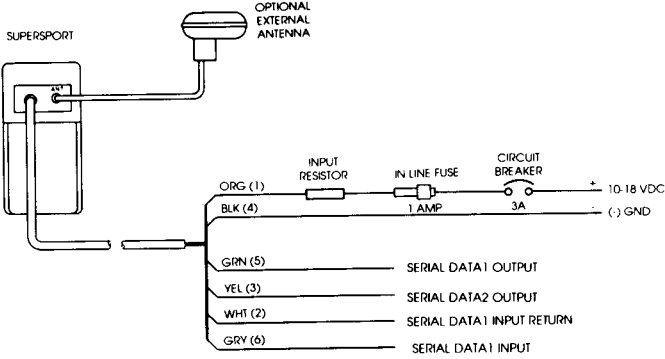 OPTIONAL
EXTERNAL
ANTENNA
SUPERSPORT
ANT
INPUT
RESISTOR
IN LINE FUSE
CIRCUIT
BREAKER
ORG (1)
+ 10-18 VDC
BLK (4)
1 AMP
3A
- (-) GND
GRN (5)
SERIAL DATA1 OUTPUT
YEL (3)
SERIAL DATA2 OUTPUT
WHT (2)
SERIAL DATA1 INPUT RETURN
GRY (6)
SERIAL DATA1 INPUT